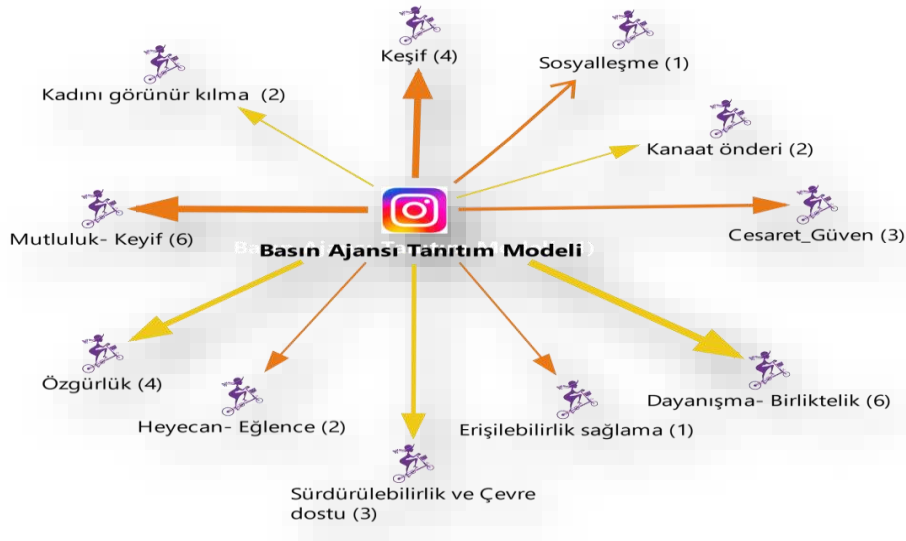 Keşif (4)
Sosyalleşme (1)
Kadını görünür kılma (2)
Kanaat önderi (2)
Mutluluk- Keyif (6)
Cesaret_Güven (3)
Basın Ajansı Tanıtım Modeli
Özgürlük (4)
Dayanışma- Birliktelik (6)
Heyecan- Eğlence (2)
Erişilebilirlik sağlama (1)
Sürdürülebilirlik ve Çevre
dostu (3)